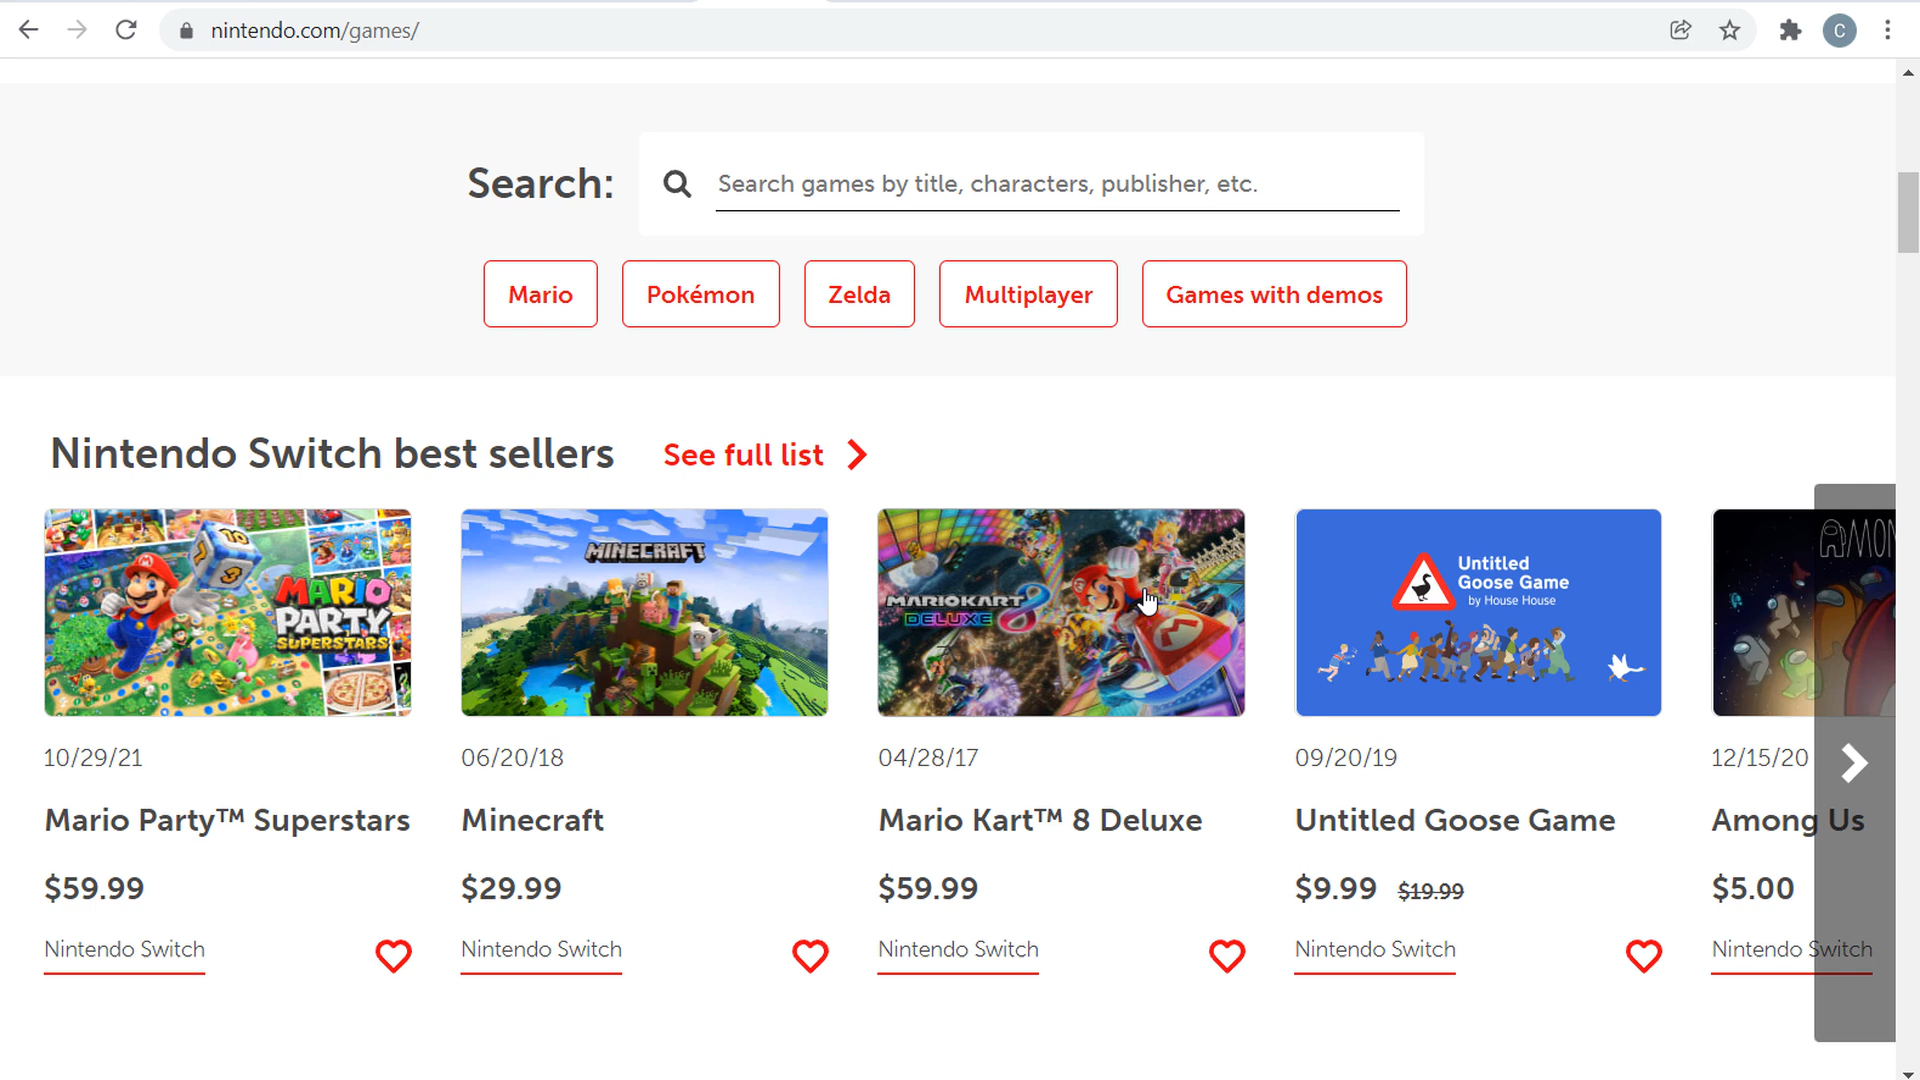 nintendo.com/games/
C
Search:
Search games by title, characters, publisher, etc.
Mario
Pokémon
Zelda
Multiplayer
Games with demos
Nintendo Switch best sellers
See full list
10
3
MARIO
PARTY
SUPERSTARS
10/29/21
Mario Party™ Superstars
$59.99
Nintendo Switch
MINECRAFT
06/20/18
Minecraft
$29.99
Nintendo Switch
MARIOKART 8
DELUXE
04/28/17
Mario Kart™ 8 Deluxe
$59.99
Nintendo Switch
Untitled
Goose Game
by House House
09/20/19
Untitled Goose Game
$9.99 $19.99
Nintendo Switch
AMON
12/15/20
Among Us
$5.00
Nintendo Switch